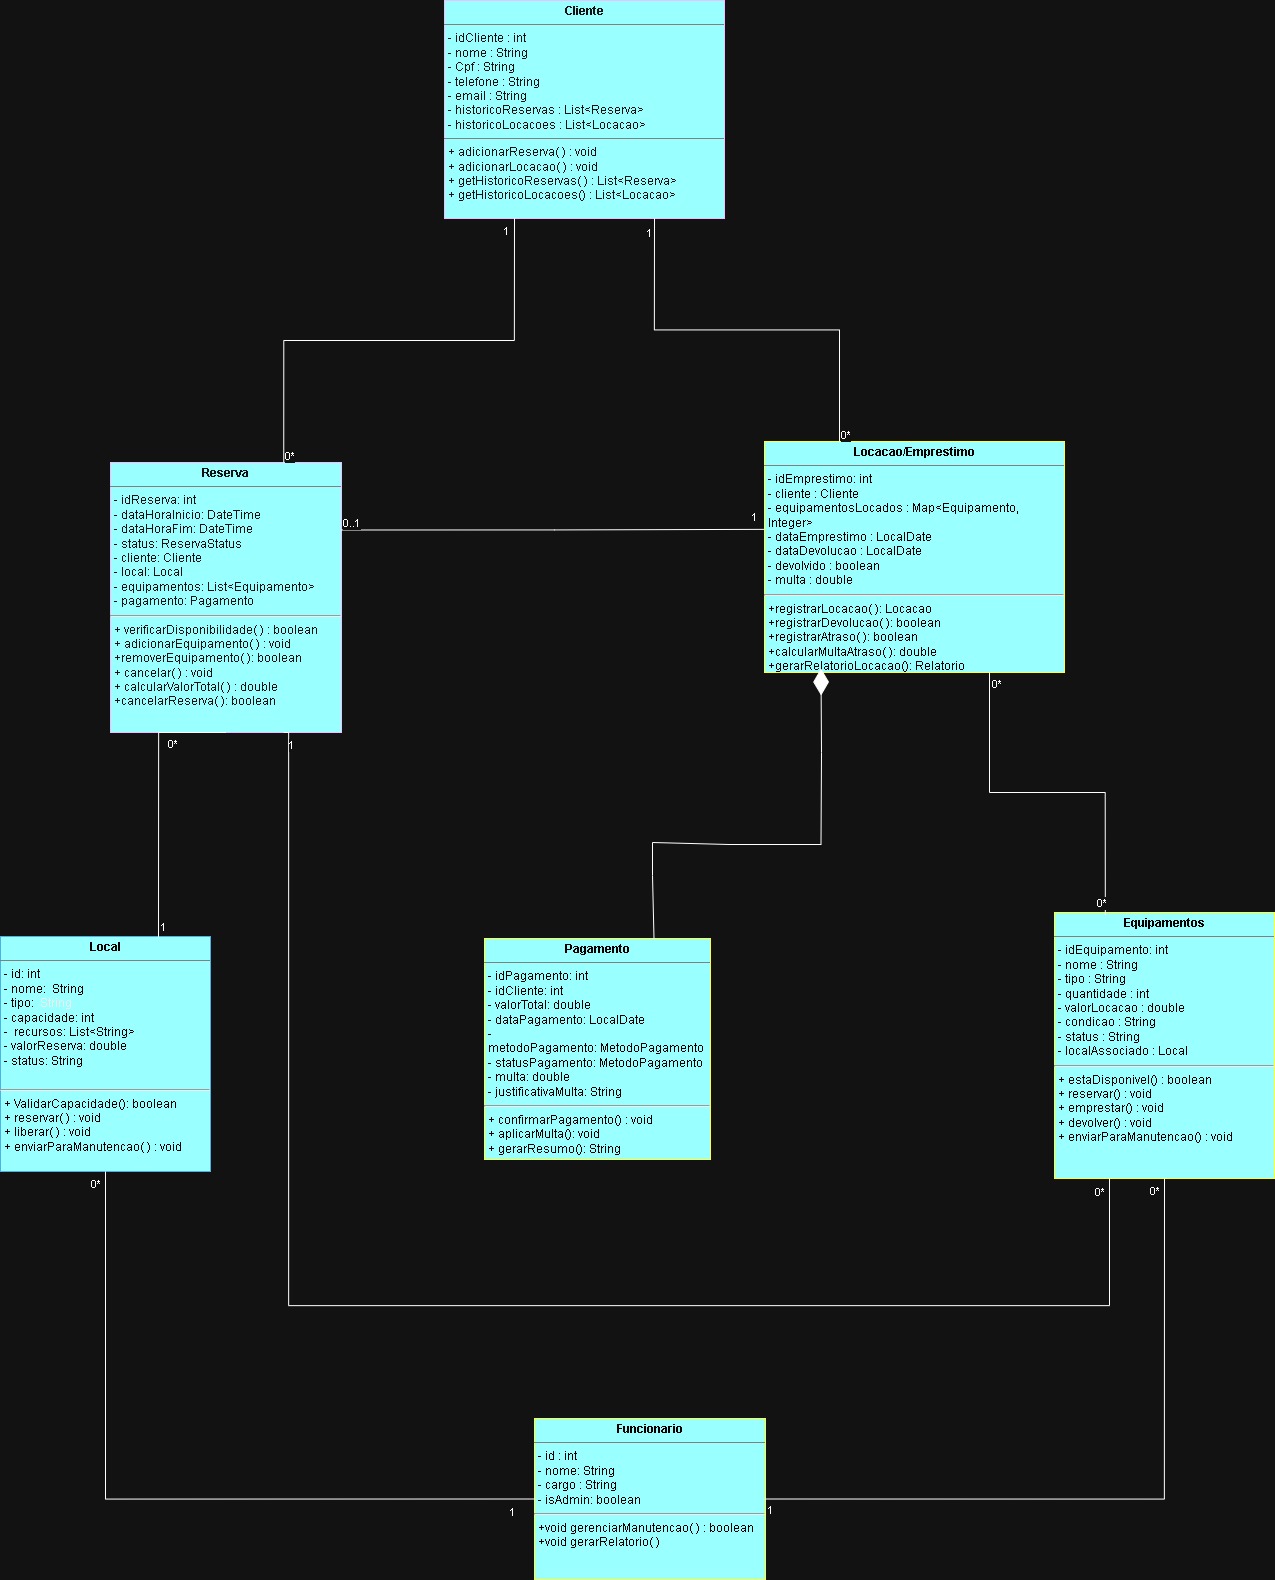 Cliente
- idCliente : int
- nome : String
- Cpf : String
- telefone : String
- email : String
- historicoReservas : List<Reserva>
- historicoLocacoes : List<Locacao>
+ adicionarReserva( ) : void
+ adicionarLocacao( ) : void
+ getHistoricoReservas( ) : List<Reserva>
+ getHistoricoLocacoes() : List<Locacao>
1
1
0*
0*
Reserva
- idReserva: int
- dataHoraInicio: DateTime
- dataHoraFim: DateTime
- status: ReservaStatus
- cliente: Cliente
- local: Local
- equipamentos: List<Equipamento>
- pagamento: Pagamento
+ verificarDisponibilidade( ) : boolean
+ adicionarEquipamento( ) : void
+removerEquipamento( ): boolean
+ cancelar( ) : void
+ calcularValorTotal( ) : double
+cancelarReserva( ): boolean
0..1
1
Locacao/Emprestimo
- idEmprestimo: int
- cliente : Cliente
- equipamentosLocados : Map<Equipamento,
Integer>
- dataEmprestimo : LocalDate
- dataDevolucao : LocalDate
- devolvido : boolean
- multa : double
+registrarLocacao( ): Locacao
+registrarDevolucao( ): boolean
+registrarAtraso( ): boolean
+calcularMultaAtraso( ): double
+gerarRelatorioLocacao(): Relatorio
0*
0*
1
1
0*
Local
- id: int
- nome:  String
- tipo: String
- capacidade: int
-  recursos: List<String>
- valorReserva: double
- status: String
+ ValidarCapacidade(): boolean
+ reservar( ) : void
+ liberar( ) : void
+ enviarParaManutencao( ) : void
0*
Pagamento
- idPagamento: int
- idCliente: int
- valorTotal: double
- dataPagamento: LocalDate
-
metodoPagamento: MetodoPagamento
- statusPagamento: MetodoPagamento
- multa: double
- justificativaMulta: String
+ confirmarPagamento() : void
+ aplicarMulta(): void
+ gerarResumo(): String
Equipamentos
- idEquipamento: int
- nome : String
- tipo : String
- quantidade : int
- valorLocacao : double
- condicao : String
- status : String
- localAssociado : Local
+ estaDisponivel() : boolean
+ reservar() : void
+ emprestar() : void
+ devolver() : void
+ enviarParaManutencao() : void
0*
0*
Funcionario
- id : int
- nome: String
- cargo : String
- isAdmin: boolean
+void gerenciarManutencao( ) : boolean
+void gerarRelatorio( )
1
1